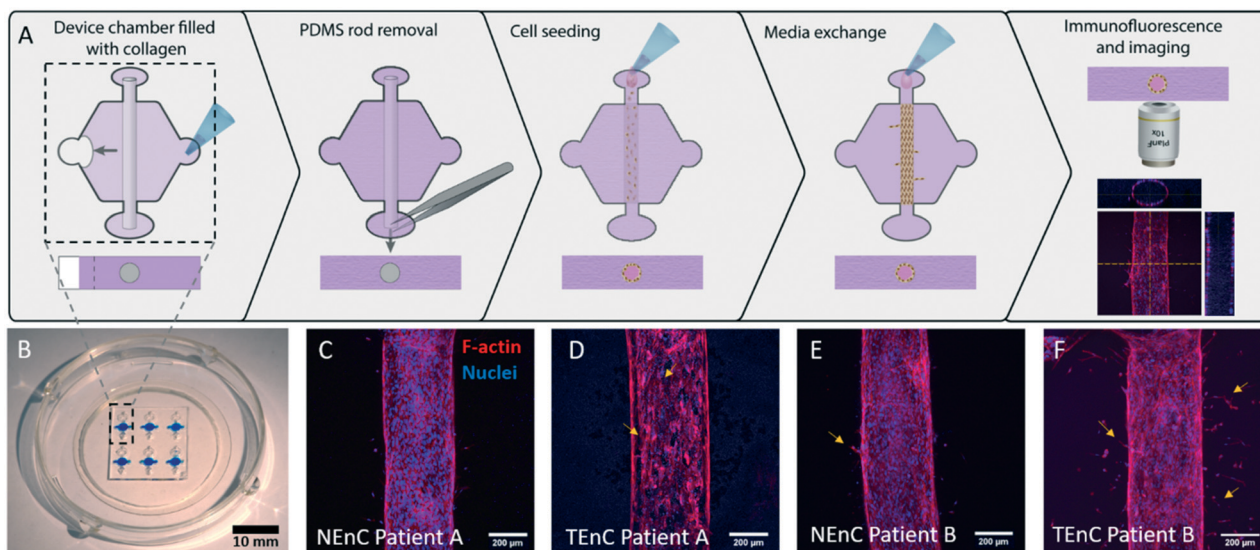 A
Device chamber filled
with collagen
PDMS rod removal
Cell seeding
Media exchange
Immunofluorescence
and imaging
PlanF
10x
B
10 mm
C
F-actin
Nuclei
NEnC Patient A
200 µm
D
TEnC Patient A
200 µm
E
NEnC Patient B
200 µm
F
TEnC Patient B
200 µm